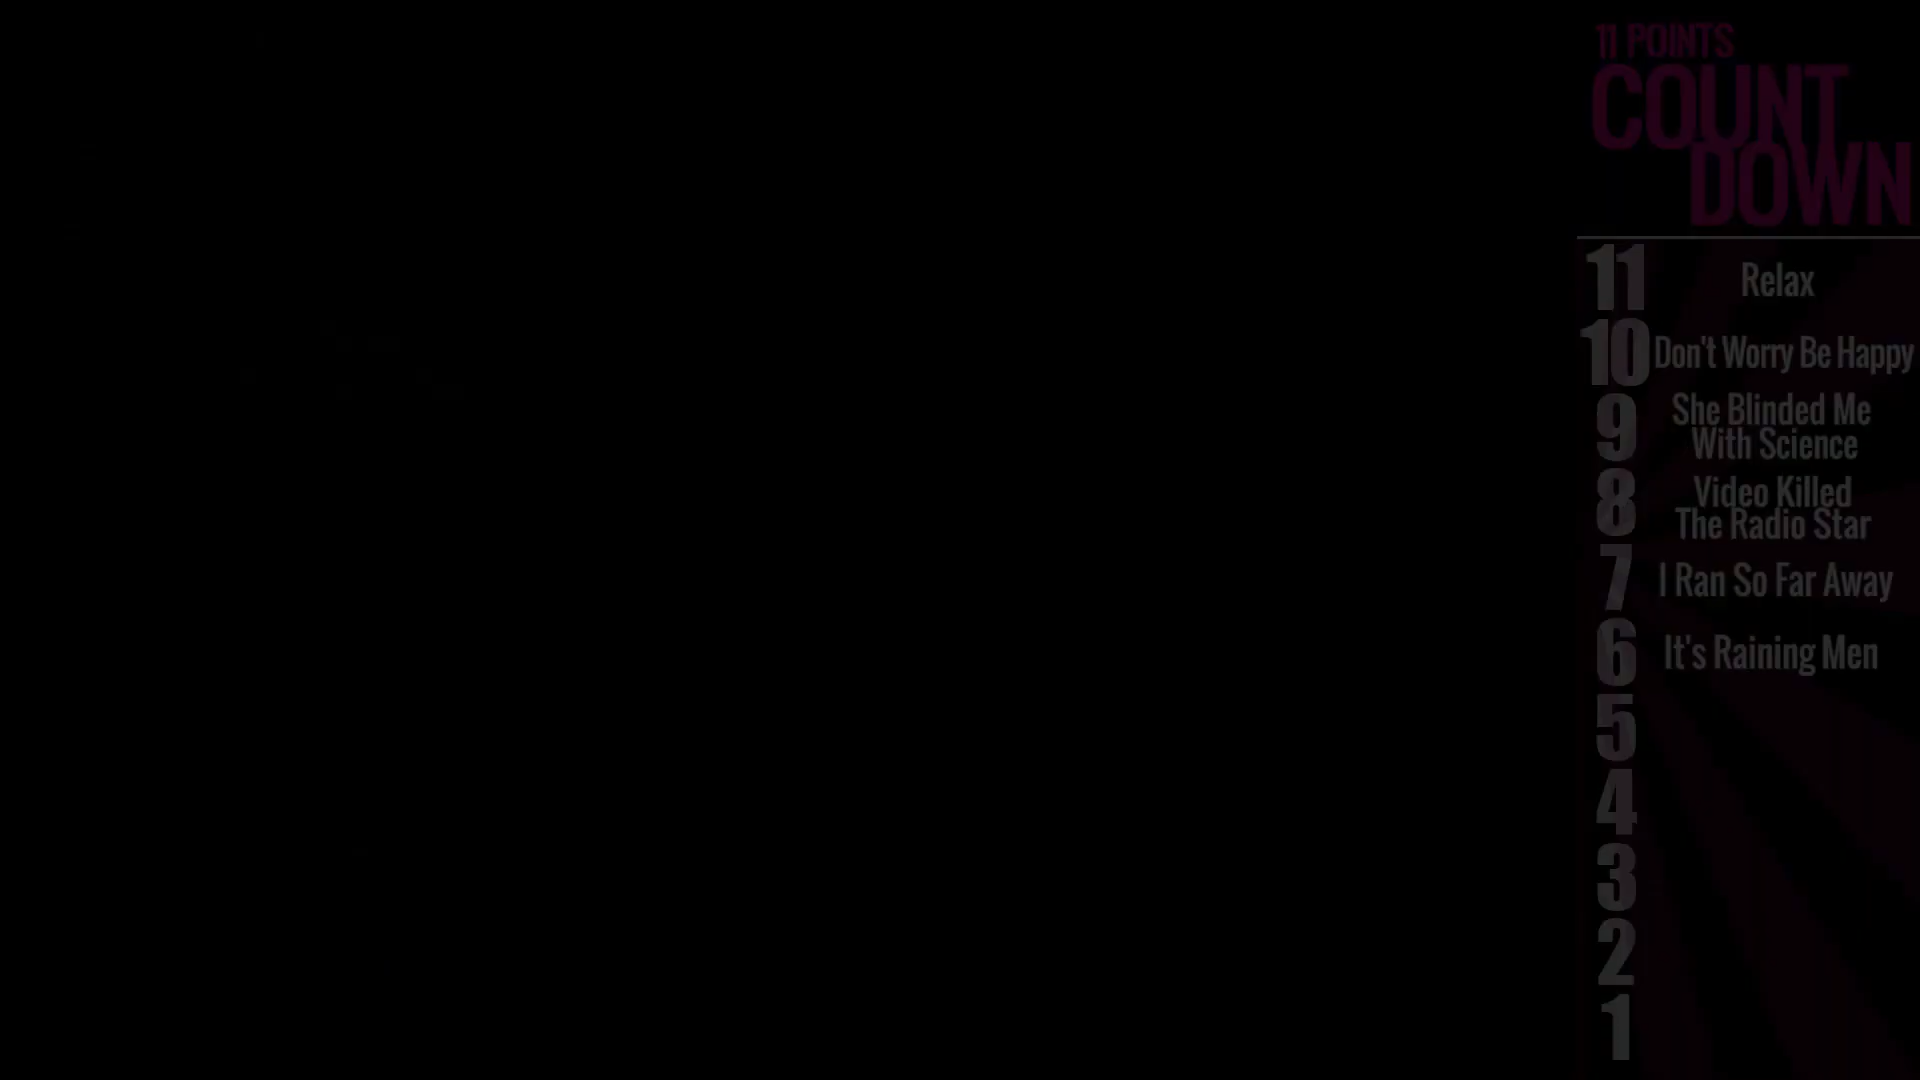 11 POINTS
COUNT
DOWN
11 Relax
10 Don't Worry Be Happy
9 She Blinded Me
With Science
8 Video Killed
The Radio Star
7 I Ran So Far Away
6 It's Raining Men
5
4
3
2
1